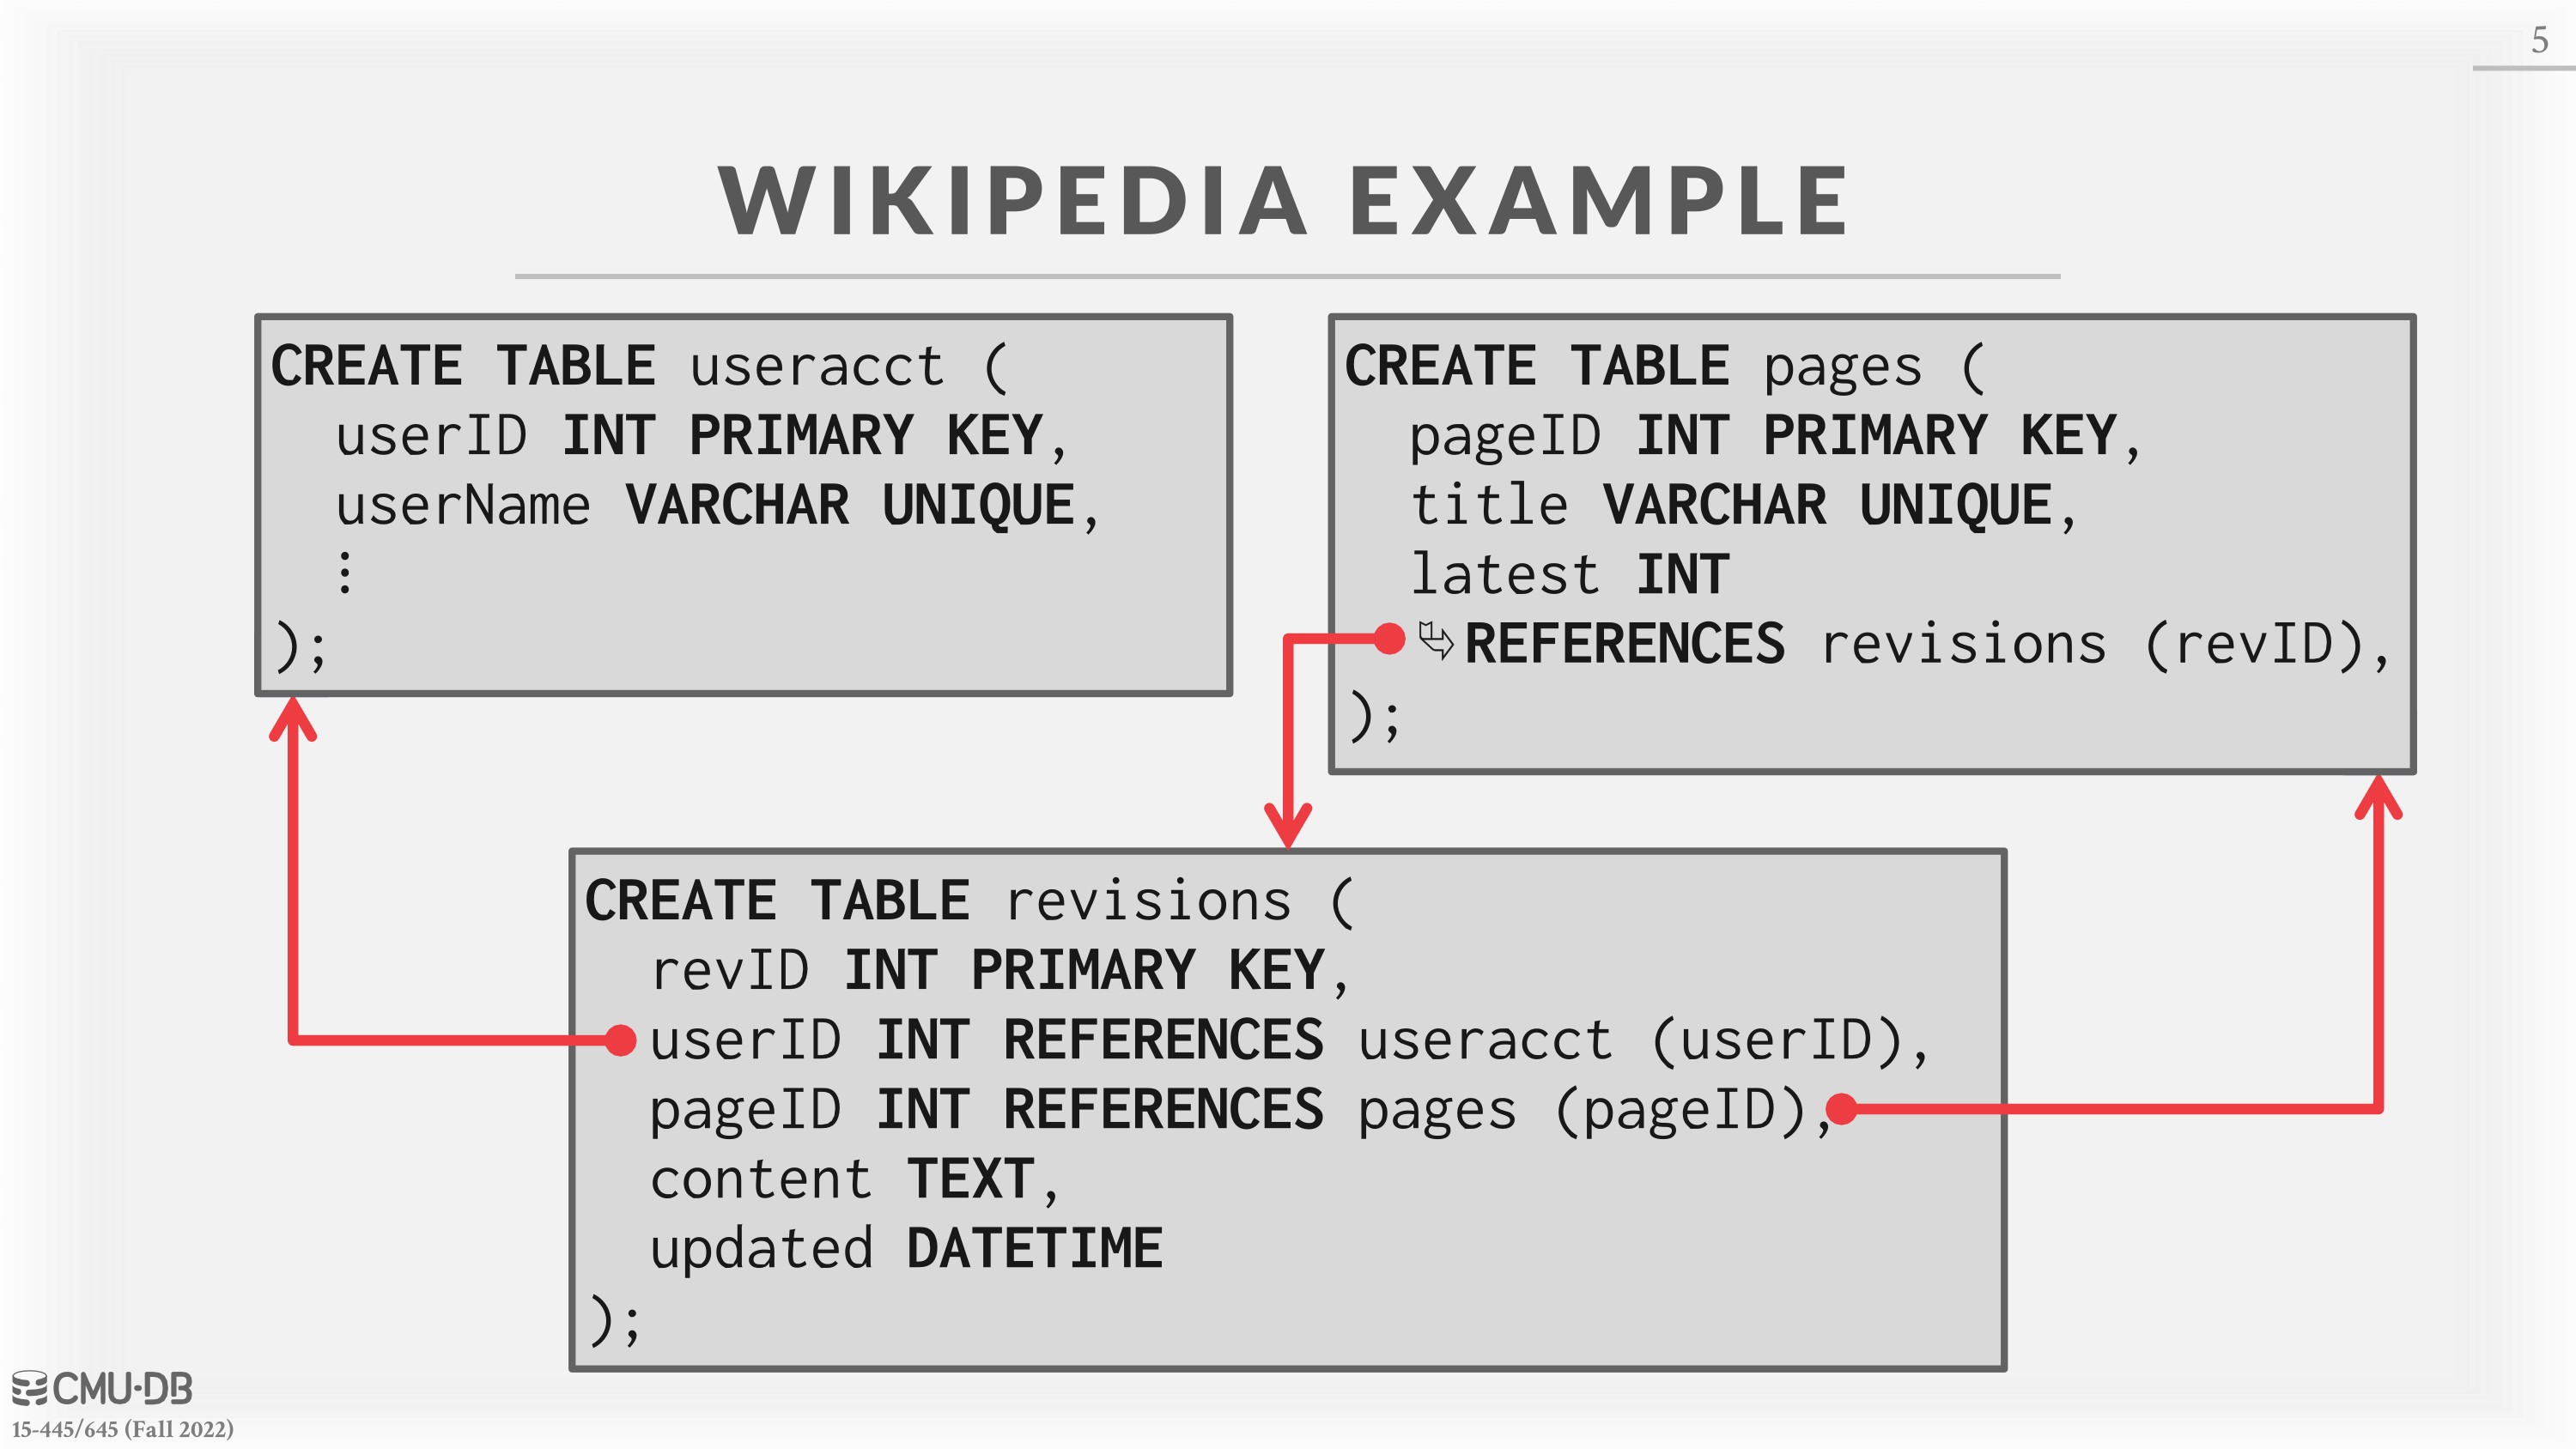 5
WIKIPEDIA EXAMPLE
CREATE TABLE useracct (
userID INT PRIMARY KEY,
userName VARCHAR UNIQUE,
⋮
);
CREATE TABLE pages (
pageID INT PRIMARY KEY,
title VARCHAR UNIQUE,
latest INT
⮱REFERENCES revisions (revID),
);
CREATE TABLE revisions (
revID INT PRIMARY KEY,
userID INT REFERENCES useracct (userID),
pageID INT REFERENCES pages (pageID),
content TEXT,
updated DATETIME
);
CMU·DB
15-445/645 (Fall 2022)